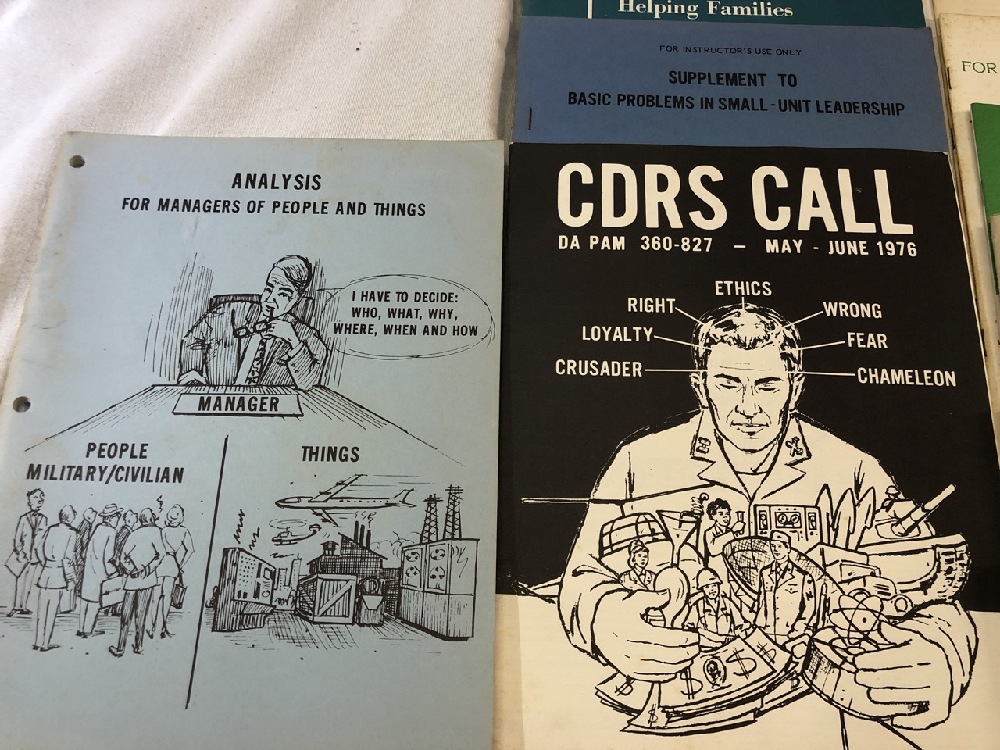 Helping Families
FOR INSTRUCTOR'S USE ONLY
SUPPLEMENT TO
BASIC PROBLEMS IN SMALL-UNIT LEADERSHIP
FOR
ANALYSIS
FOR MANAGERS OF PEOPLE AND THINGS
I HAVE TO DECIDE:
WHO, WHAT, WHY,
WHERE, WHEN AND HOW
MANAGER
PEOPLE
MILITARY/CIVILIAN
THINGS
CDRS CALL
DA PAM 360-827 — MAY - JUNE 1976
ETHICS
RIGHT
WRONG
LOYALTY
FEAR
CRUSADER
CHAMELEON
$ $ $
$
$
$